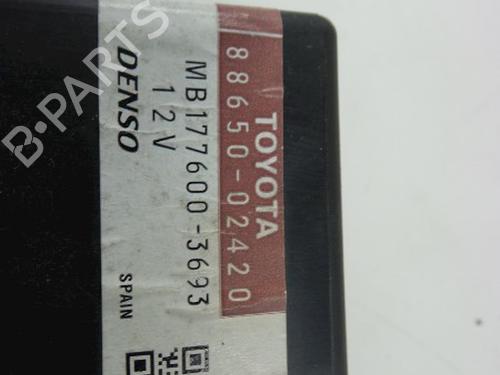 TOYOTA
88650-02420
MB177600-3693
12V
DENSO
SPAIN
B-PARTS